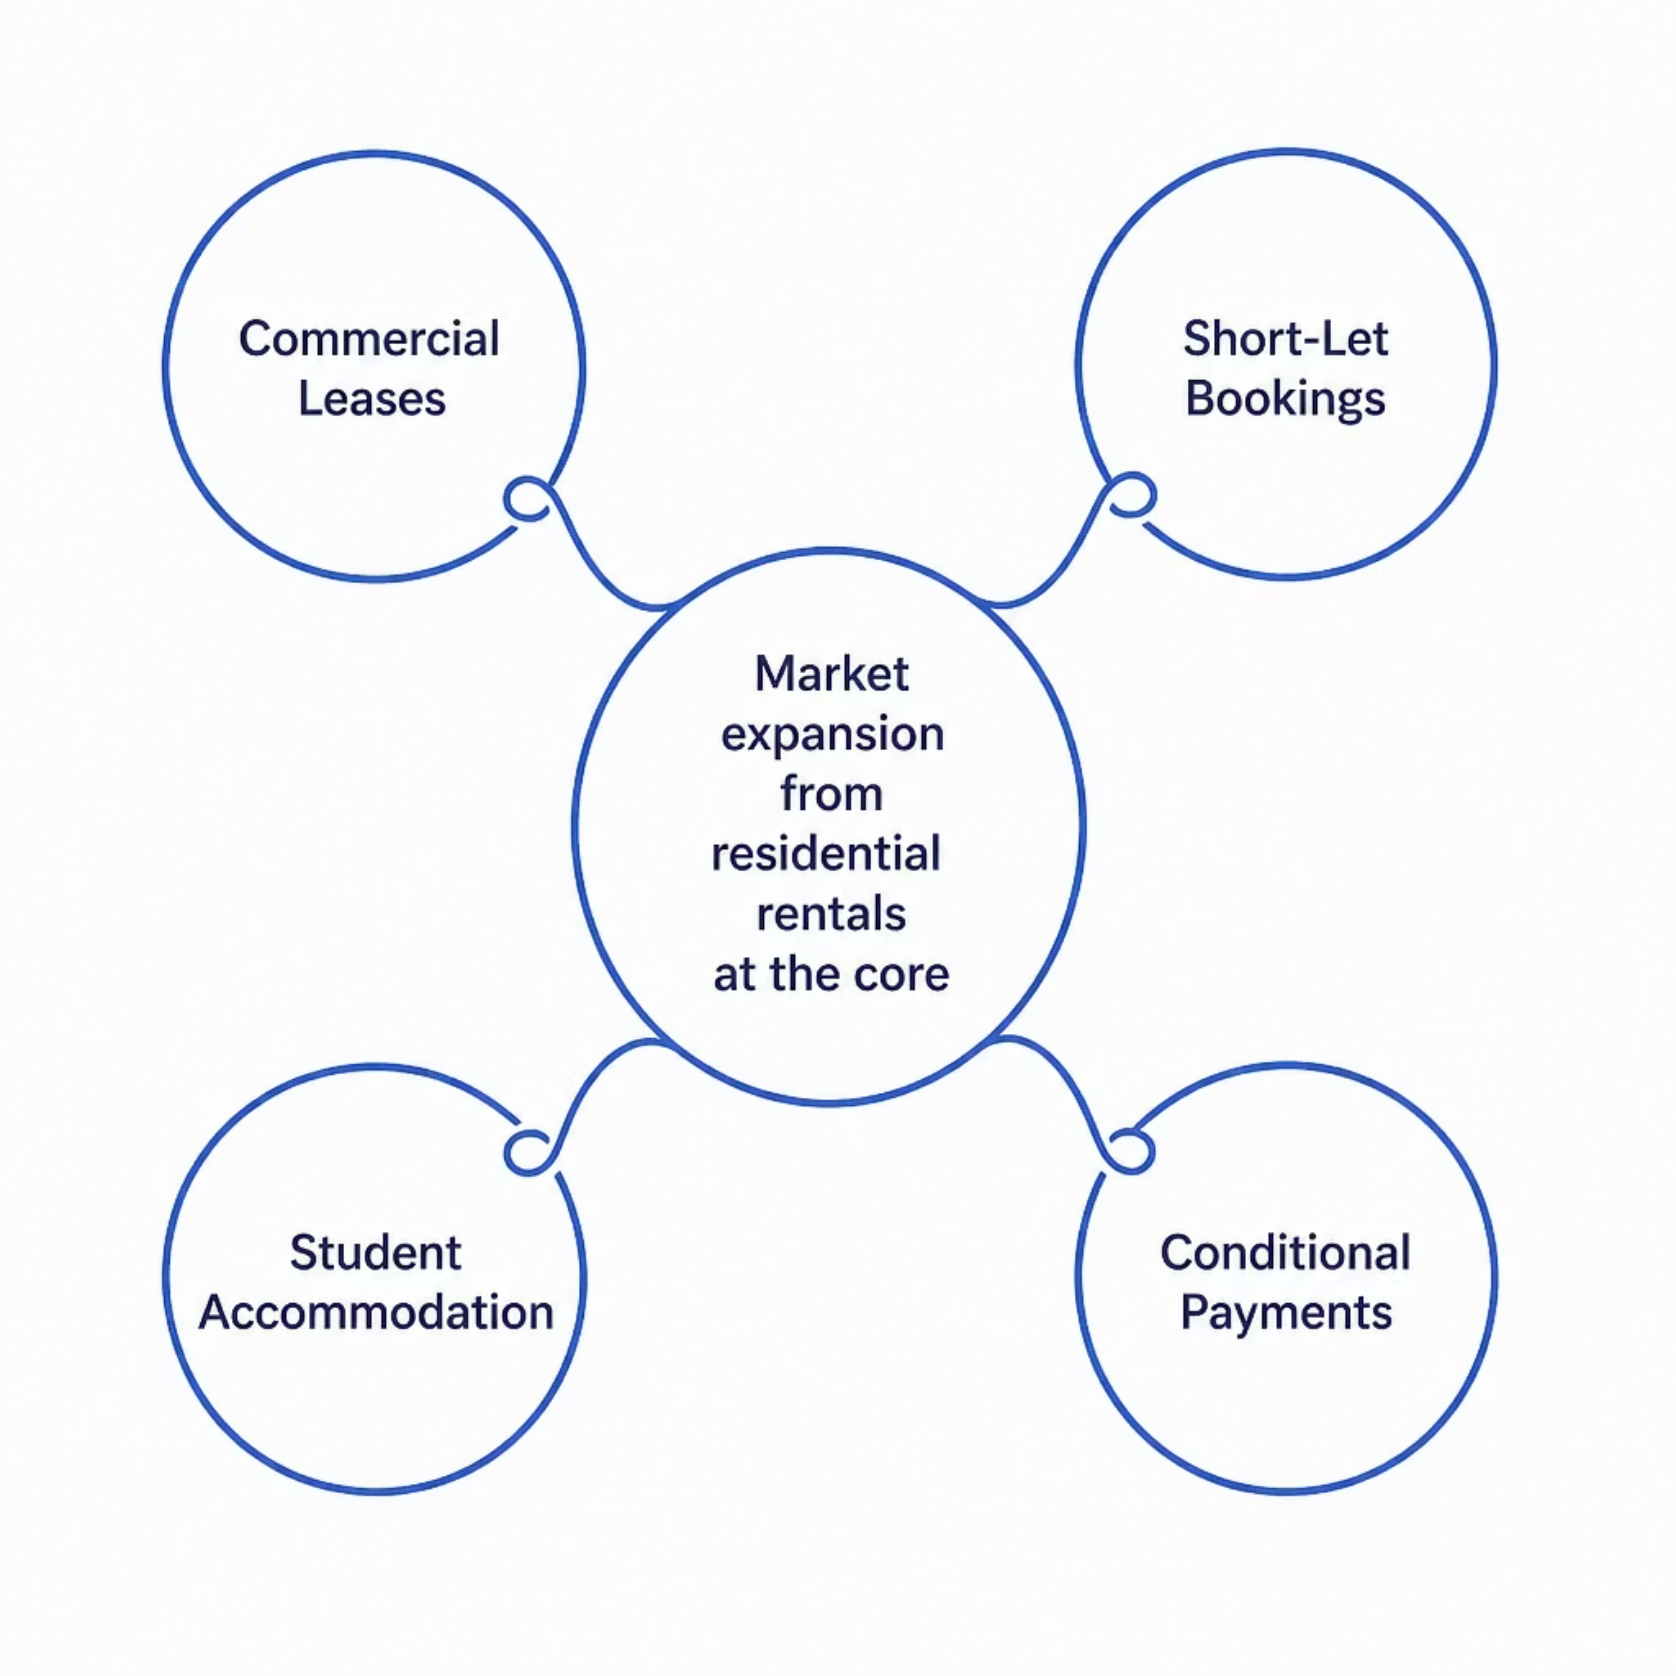 Commercial
Leases
Short-Let
Bookings
Market
expansion
from
residential
rentals
at the core
Student
Accommodation
Conditional
Payments